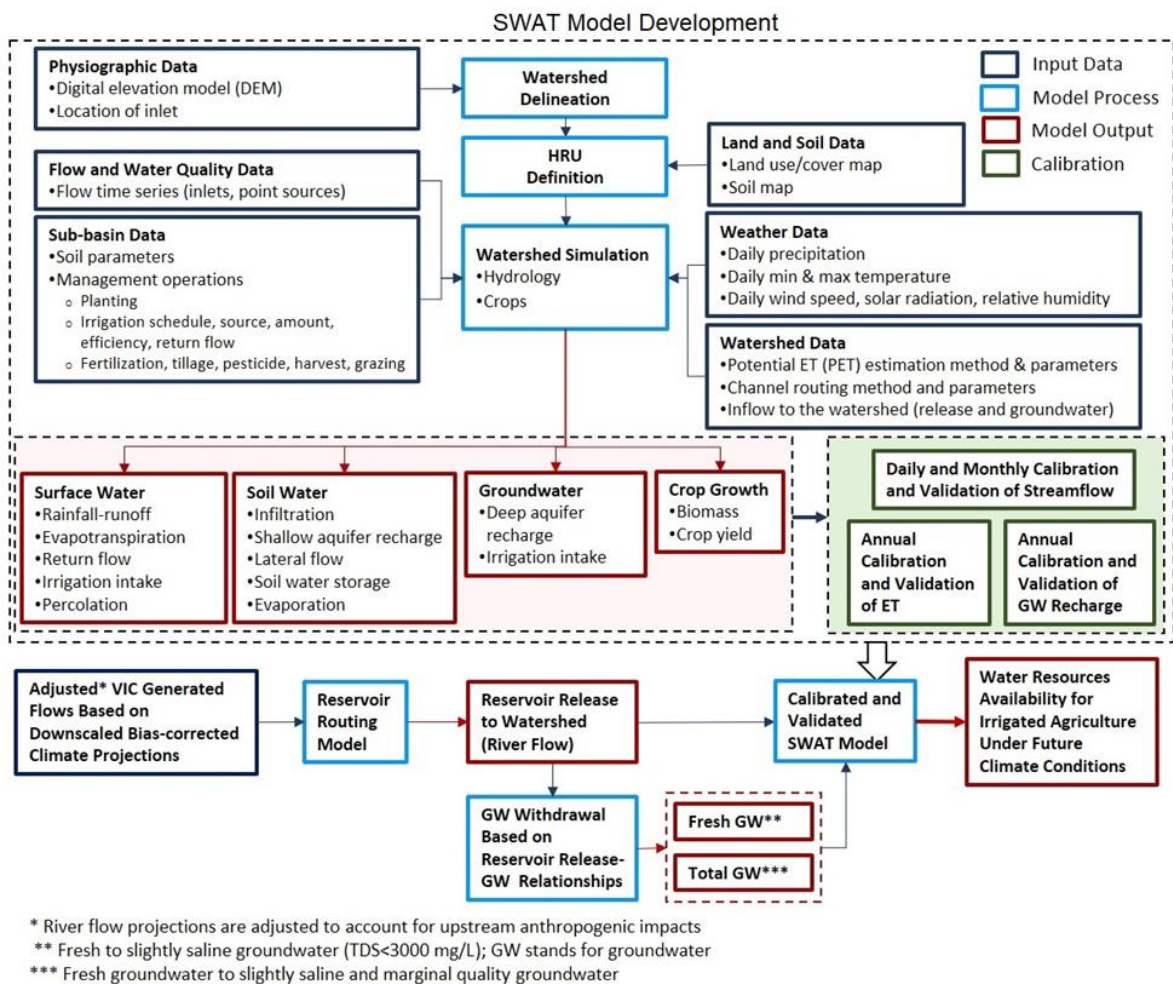 SWAT Model Development
Physiographic Data
•Digital elevation model (DEM)
•Location of inlet
Watershed
Delineation
Input Data
Model Process
Model Output
Calibration
Flow and Water Quality Data
•Flow time series (inlets, point sources)
HRU
Definition
Land and Soil Data
•Land use/cover map
•Soil map
Sub-basin Data
•Soil parameters
•Management operations
o Planting
o Irrigation schedule, source, amount,
efficiency, return flow
o Fertilization, tillage, pesticide, harvest, grazing
Watershed Simulation
•Hydrology
•Crops
Weather Data
•Daily precipitation
•Daily min & max temperature
•Daily wind speed, solar radiation, relative humidity
Watershed Data
•Potential ET (PET) estimation method & parameters
•Channel routing method and parameters
•Inflow to the watershed (release and groundwater)
Surface Water
•Rainfall-runoff
•Evapotranspiration
•Return flow
•Irrigation intake
•Percolation
Soil Water
•Infiltration
•Shallow aquifer recharge
•Lateral flow
•Soil water storage
•Evaporation
Groundwater
•Deep aquifer
recharge
•Irrigation intake
Crop Growth
•Biomass
•Crop yield
Daily and Monthly Calibration
and Validation of Streamflow
Annual
Calibration
and Validation
of ET
Annual
Calibration and
Validation of
GW Recharge
Adjusted* VIC Generated
Flows Based on
Downscaled Bias-corrected
Climate Projections
Reservoir
Routing
Model
Reservoir Release
to Watershed
(River Flow)
Calibrated and
Validated
SWAT Model
Water Resources
Availability for
Irrigated Agriculture
Under Future
Climate Conditions
GW Withdrawal
Based on
Reservoir Release-
GW Relationships
Fresh GW**
Total GW***
* River flow projections are adjusted to account for upstream anthropogenic impacts
** Fresh to slightly saline groundwater (TDS<3000 mg/L); GW stands for groundwater
*** Fresh groundwater to slightly saline and marginal quality groundwater